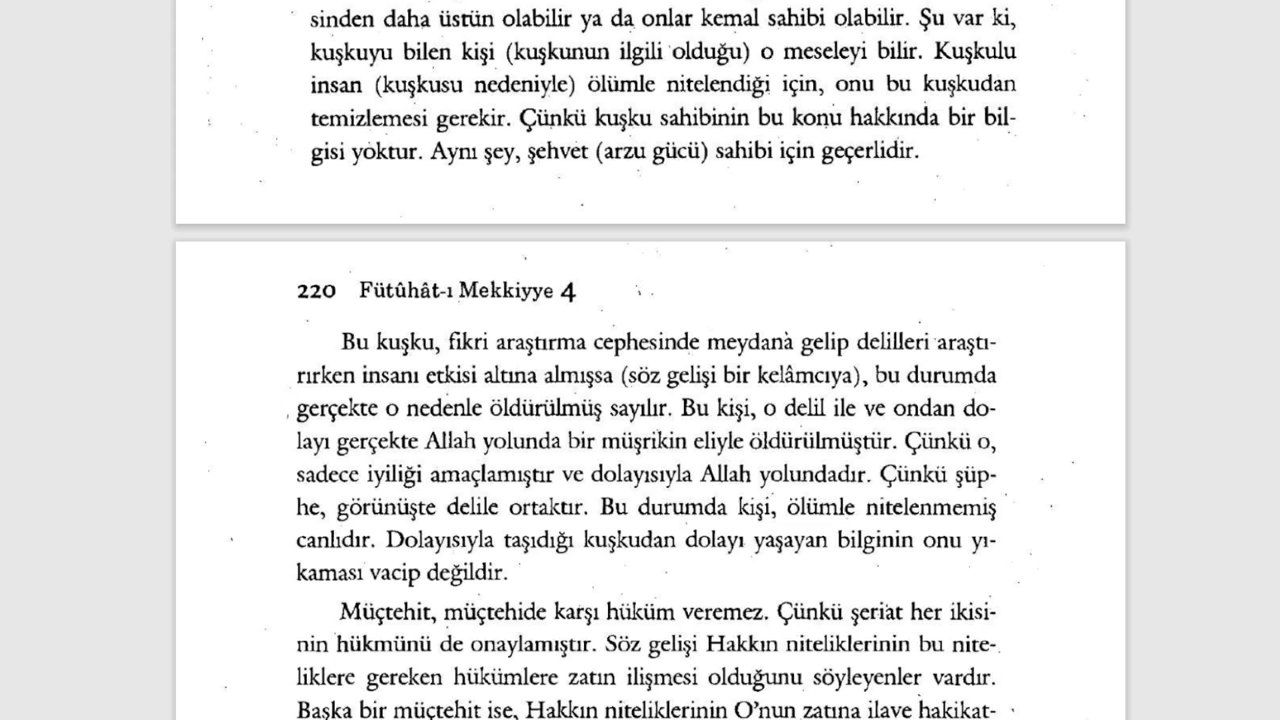 sinden daha üstün olabilir ya da onlar kemal sahibi olabilir. Şu var ki,
kuşkuyu bilen kişi (kuşkunun ilgili olduğu) o meseleyi bilir. Kuşkulu
insan (kuşkusu nedeniyle) ölümle nitelendiği için, onu bu kuşkudan
temizlemesi gerekir. Çünkü kuşku sahibinin bu konu hakkında bir bil-
gisi yoktur. Aynı şey, şehvet (arzu gücü) sahibi için geçerlidir.
220 Fütûhât-ı Mekkiyye 4
Bu kuşku, fikri araştırma cephesinde meydana gelip delilleri araştı-
rırken insanı etkisi altına almışsa (söz gelişi bir kelâmcıya), bu durumda
gerçekte o nedenle öldürülmüş sayılır. Bu kişi, o delil ile ve ondan do-
layı gerçekte Allah yolunda bir müşrikin eliyle öldürülmüştür. Çünkü o,
sadece iyiliği amaçlamıştır ve dolayısıyla Allah yolundadır. Çünkü şüp-
he, görünüşte delile ortaktır. Bu durumda kişi, ölümle nitelenmemiş
canlıdır. Dolayısıyla taşıdığı kuşkudan dolayı yaşayan bilginin onu yı-
kaması vacip değildir.
Müçtehit, müçtehide karşı hüküm veremez. Çünkü şeriat her ikisi-
nin hükmünü de onaylamıştır. Söz gelişi Hakkın niteliklerinin bu nite-
liklere gereken hükümlere zatın ilişmesi olduğunu söyleyenler vardır.
Başka bir müçtehit ise, Hakkın niteliklerinin O'nun zatına ilave hakikat-